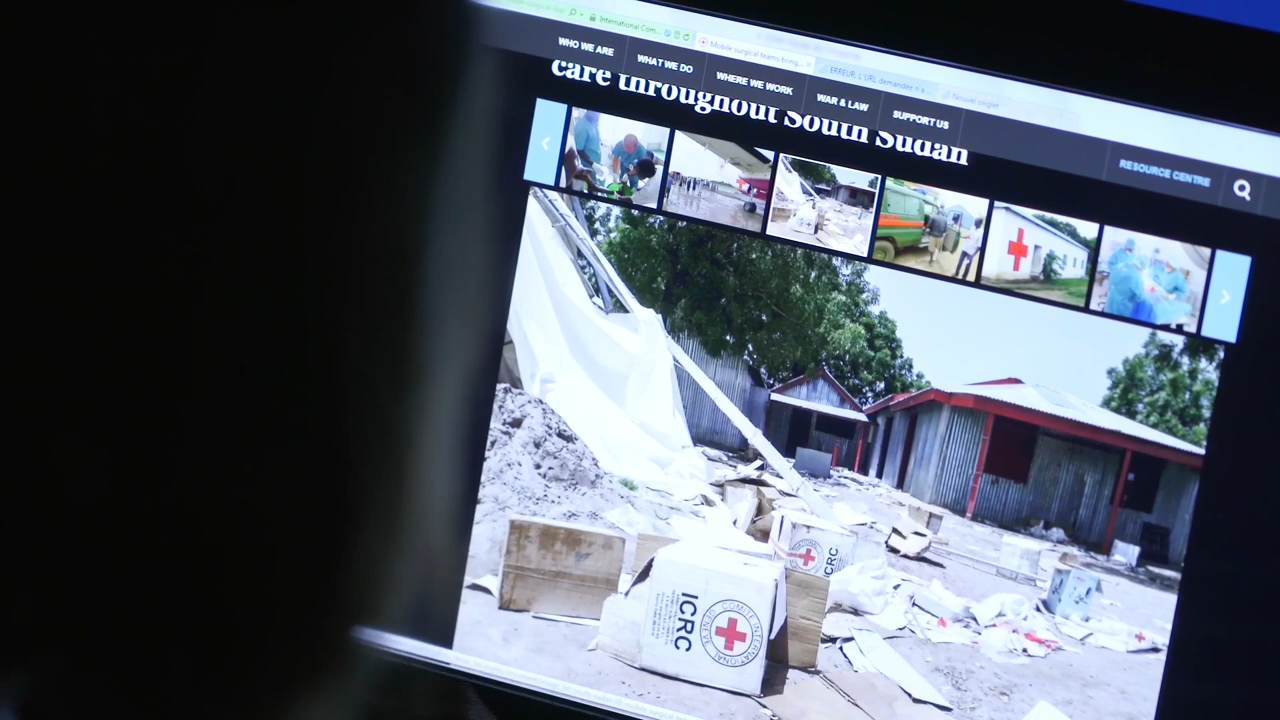 International Com...
Mobile surgical teams bring...
ERREUR: L'URL demandée n'a ...
Nouvel onglet
WHO WE ARE
WHAT WE DO
WHERE WE WORK
WAR & LAW
SUPPORT US
RESOURCE CENTRE
care throughout South Sudan
ICRC
COMITE INTERNATIONAL GENEVE
ICRC